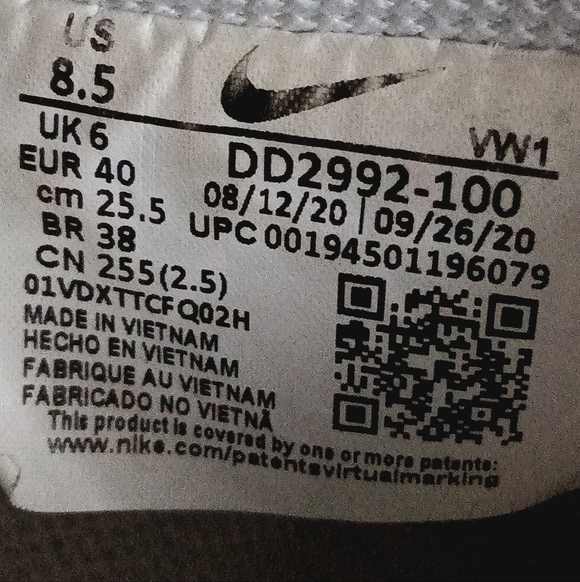 US
8.5
VW1
UK 6
EUR 40
cm 25.5
BR 38
CN 255(2.5)
DD2992-100
08/12/20 | 09/26/20
UPC 00194501196079
01VDXTTCFQ02H
MADE IN VIETNAM
HECHO EN VIETNAM
FABRIQUE AU VIETNAM
FABRICADO NO VIETNÃ
This product is covered by one or more patents:
www.nike.com/patentsvirtualmarking